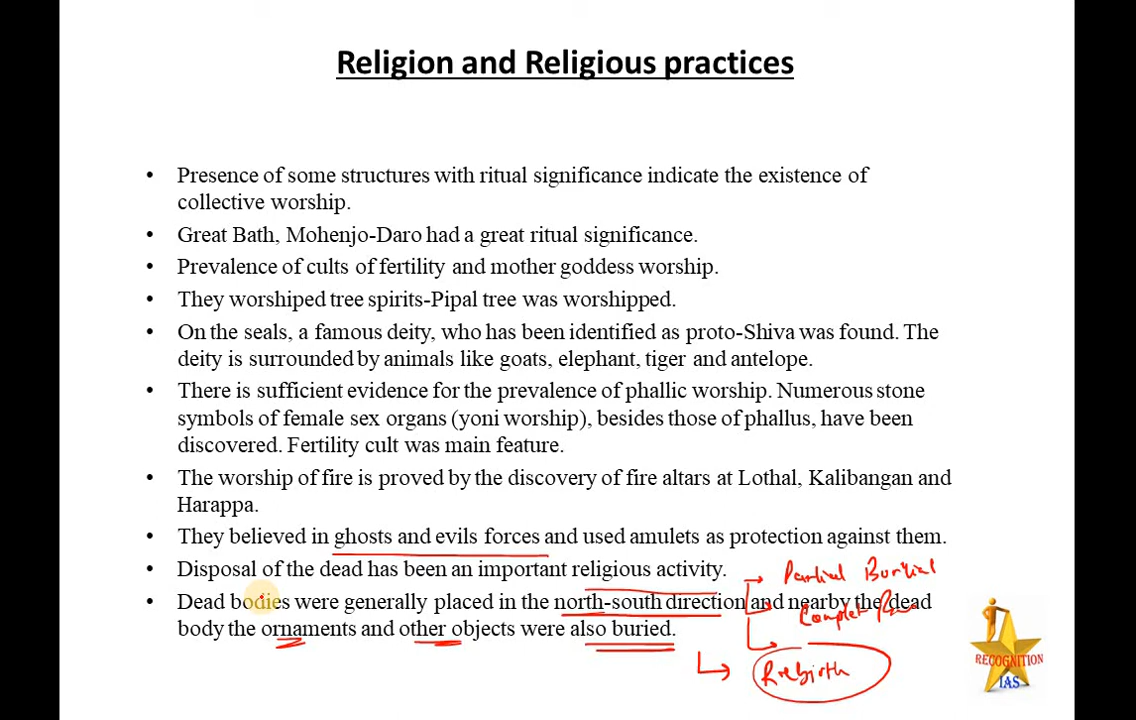 Religion and Religious practices
• Presence of some structures with ritual significance indicate the existence of
collective worship.
• Great Bath, Mohenjo-Daro had a great ritual significance.
• Prevalence of cults of fertility and mother goddess worship.
• They worshiped tree spirits-Pipal tree was worshipped.
• On the seals, a famous deity, who has been identified as proto-Shiva was found. The
deity is surrounded by animals like goats, elephant, tiger and antelope.
• There is sufficient evidence for the prevalence of phallic worship. Numerous stone
symbols of female sex organs (yoni worship), besides those of phallus, have been
discovered. Fertility cult was main feature.
• The worship of fire is proved by the discovery of fire altars at Lothal, Kalibangan and
Harappa.
• They believed in ghosts and evils forces and used amulets as protection against them.
• Disposal of the dead has been an important religious activity.
Partial Burial
• Dead bodies were generally placed in the north-south direction and nearby the dead
body the ornaments and other objects were also buried.
Complete
Rebirth
RECOGNITION
IAS